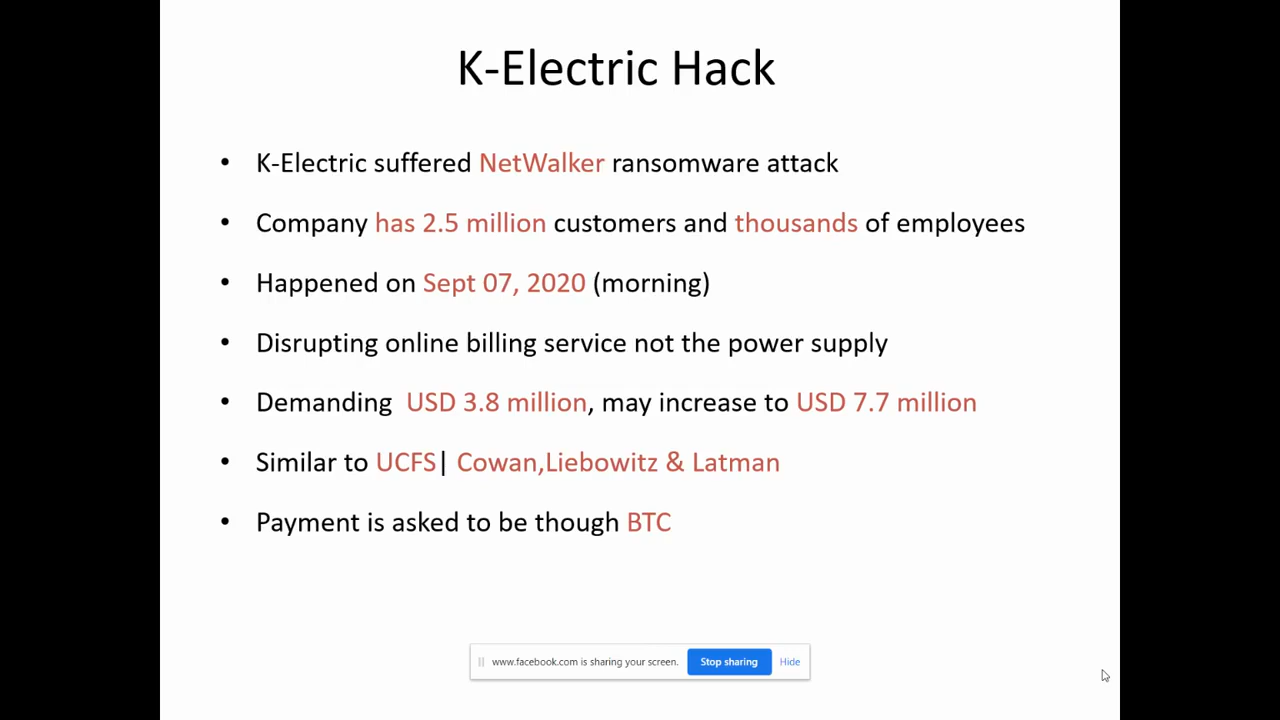 K-Electric Hack
• K-Electric suffered NetWalker ransomware attack
• Company has 2.5 million customers and thousands of employees
• Happened on Sept 07, 2020 (morning)
• Disrupting online billing service not the power supply
• Demanding USD 3.8 million, may increase to USD 7.7 million
• Similar to UCFS| Cowan,Liebowitz & Latman
• Payment is asked to be though BTC
www.facebook.com is sharing your screen. Stop sharing Hide